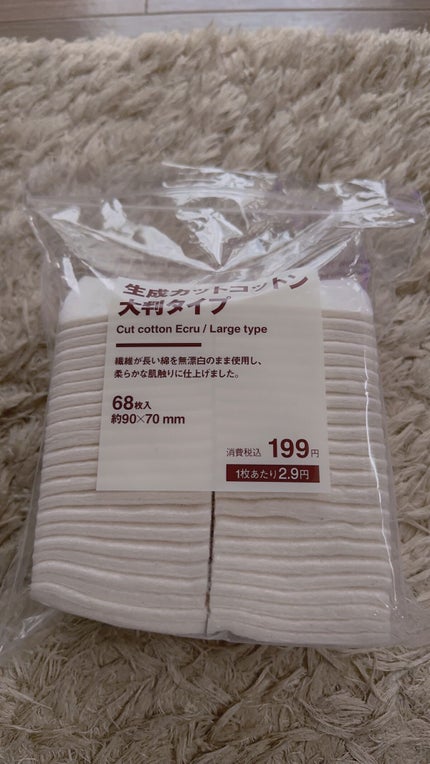 生成カットコットン
大判タイプ
Cut cotton Ecru / Large type
繊維が長い綿を無漂白のまま使用し、
柔らかな肌触りに仕上げました。
68枚入
約90×70 mm
消費税込 199円
1枚あたり2.9円